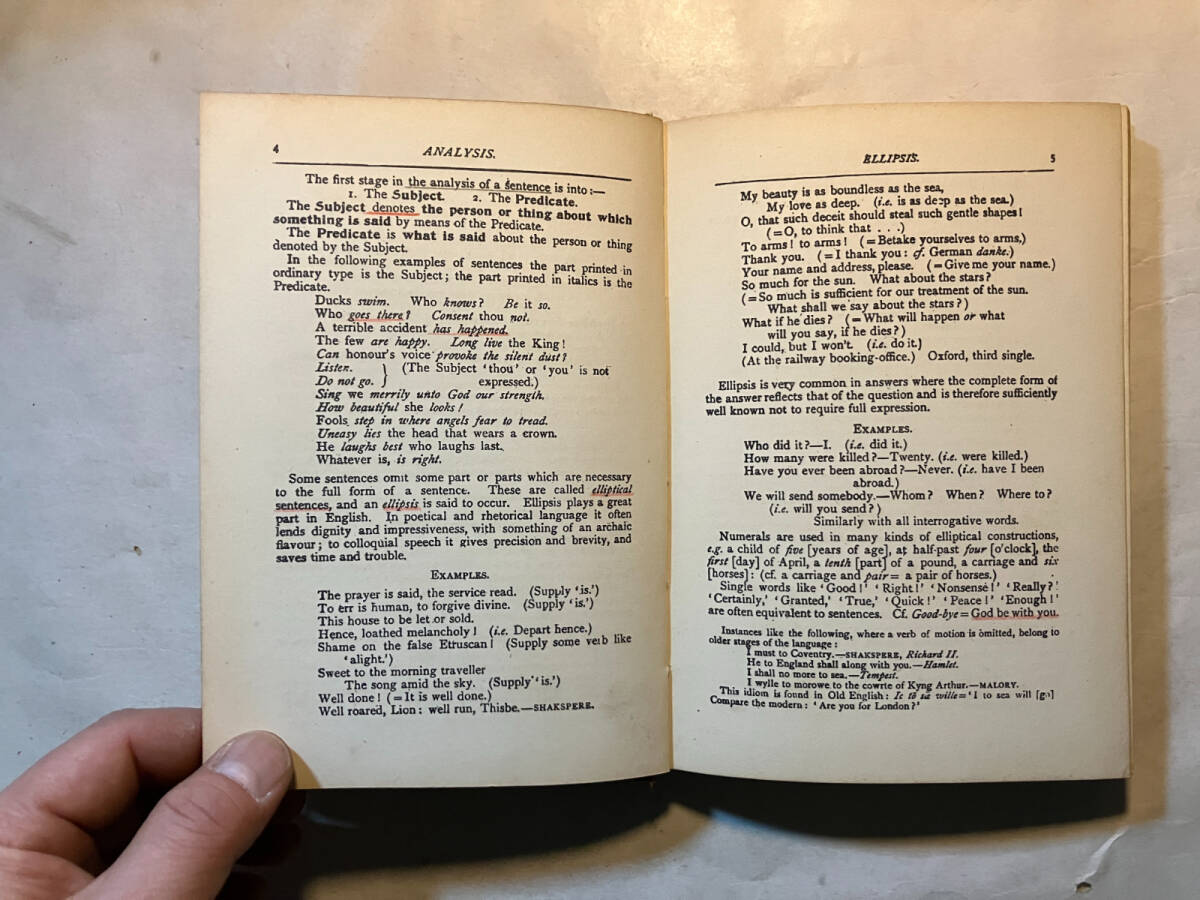 4 ANALYSIS.
The first stage in the analysis of a sentence is into:—
1. The Subject. 2. The Predicate.
The Subject denotes the person or thing about which
something is said by means of the Predicate.
The Predicate is what is said about the person or thing
denoted by the Subject.
In the following examples of sentences the part printed in
ordinary type is the Subject; the part printed in italics is the
Predicate.
Ducks swim. Who knows? Be it so.
Who goes there? Consent thou not.
A terrible accident has happened.
The few are happy. Long live the King!
Can honour's voice provoke the silent dust?
Listen. } (The Subject 'thou' or 'you' is not
Do not go. } expressed.)
Sing we merrily unto God our strength.
How beautiful she looks!
Fools step in where angels fear to tread.
Uneasy lies the head that wears a crown.
He laughs best who laughs last.
Whatever is, is right.
Some sentences omit some part or parts which are necessary
to the full form of a sentence. These are called elliptical
sentences, and an ellipsis is said to occur. Ellipsis plays a great
part in English. In poetical and rhetorical language it often
lends dignity and impressiveness, with something of an archaic
flavour; to colloquial speech it gives precision and brevity, and
saves time and trouble.
EXAMPLES.
The prayer is said, the service read. (Supply 'is.')
To err is human, to forgive divine. (Supply 'is.')
This house to be let or sold.
Hence, loathed melancholy! (i.e. Depart hence.)
Shame on the false Etruscan! (Supply some verb like
'alight.')
Sweet to the morning traveller
The song amid the sky. (Supply 'is.')
Well done! (=It is well done.)
Well roared, Lion: well run, Thisbe.—SHAKSPERE.
ELLIPSIS. 5
My beauty is as boundless as the sea,
My love as deep. (i.e. is as deep as the sea.)
O, that such deceit should steal such gentle shapes!
(=O, to think that . . .)
To arms! to arms! (=Betake yourselves to arms.)
Thank you. (=I thank you: cf. German danke.)
Your name and address, please. (=Give me your name.)
So much for the sun. What about the stars?
(=So much is sufficient for our treatment of the sun.
What shall we say about the stars?)
What if he dies? (=What will happen or what
will you say, if he dies?)
I could, but I won't. (i.e. do it.)
(At the railway booking-office.) Oxford, third single.
Ellipsis is very common in answers where the complete form of
the answer reflects that of the question and is therefore sufficiently
well known not to require full expression.
EXAMPLES.
Who did it?—I. (i.e. did it.)
How many were killed?—Twenty. (i.e. were killed.)
Have you ever been abroad?—Never. (i.e. have I been
abroad.)
We will send somebody.—Whom? When? Where to?
(i.e. will you send?)
Similarly with all interrogative words.
Numerals are used in many kinds of elliptical constructions,
e.g. a child of five [years of age], at half-past four [o'clock], the
first [day] of April, a tenth [part] of a pound, a carriage and six
[horses]: (cf. a carriage and pair= a pair of horses.)
Single words like 'Good!' 'Right!' 'Nonsense!' 'Really?'
'Certainly,' 'Granted,' 'True,' 'Quick!' 'Peace!' 'Enough!'
are often equivalent to sentences. Cf. Good-bye=God be with you.
Instances like the following, where a verb of motion is omitted, belong to
older stages of the language:
I must to Coventry.—SHAKSPERE, Richard II.
He to England shall along with you.—Hamlet.
I shall no more to sea.—Tempest.
I wylle to morowe to the cowrte of Kyng Arthur.—MALORY.
This idiom is found in Old English: Ic tō sǣ wille='I to sea will [go]
Compare the modern: 'Are you for London?'